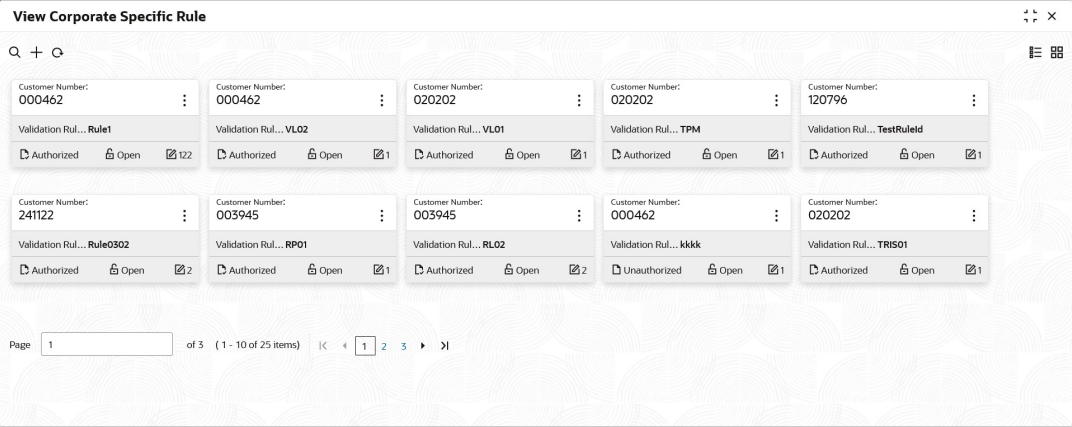 View Corporate Specific Rule
Customer Number: Customer Number: Customer Number: Customer Number: Customer Number:
000462 000462 020202 020202 120796
Validation Rul... Rule1 Validation Rul... VL02 Validation Rul... VL01 Validation Rul... TPM Validation Rul... TestRuleId
Authorized Open 122 Authorized Open 1 Authorized Open 1 Authorized Open 1 Authorized Open 1
Customer Number: Customer Number: Customer Number: Customer Number: Customer Number:
241122 003945 003945 000462 020202
Validation Rul... Rule0302 Validation Rul... RP01 Validation Rul... RL02 Validation Rul... kkkk Validation Rul... TRIS01
Authorized Open 2 Authorized Open 1 Authorized Open 2 Unauthorized Open 1 Authorized Open 1
Page 1 of 3 ( 1 - 10 of 25 items) 1 2 3